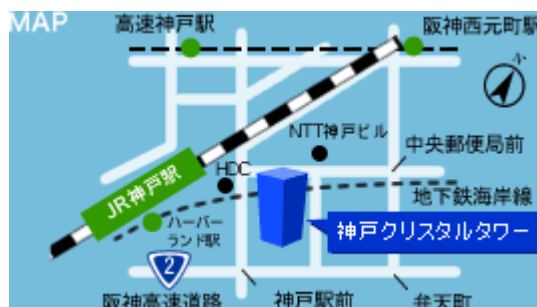 MAP
高速神戸駅
阪神西元町駅
N
NTT神戸ビル
中央郵便局前
HDC
JR神戸駅
地下鉄海岸線
ハーバー
ランド駅
神戸クリスタルタワー
2
阪神高速道路
神戸駅前
弁天町